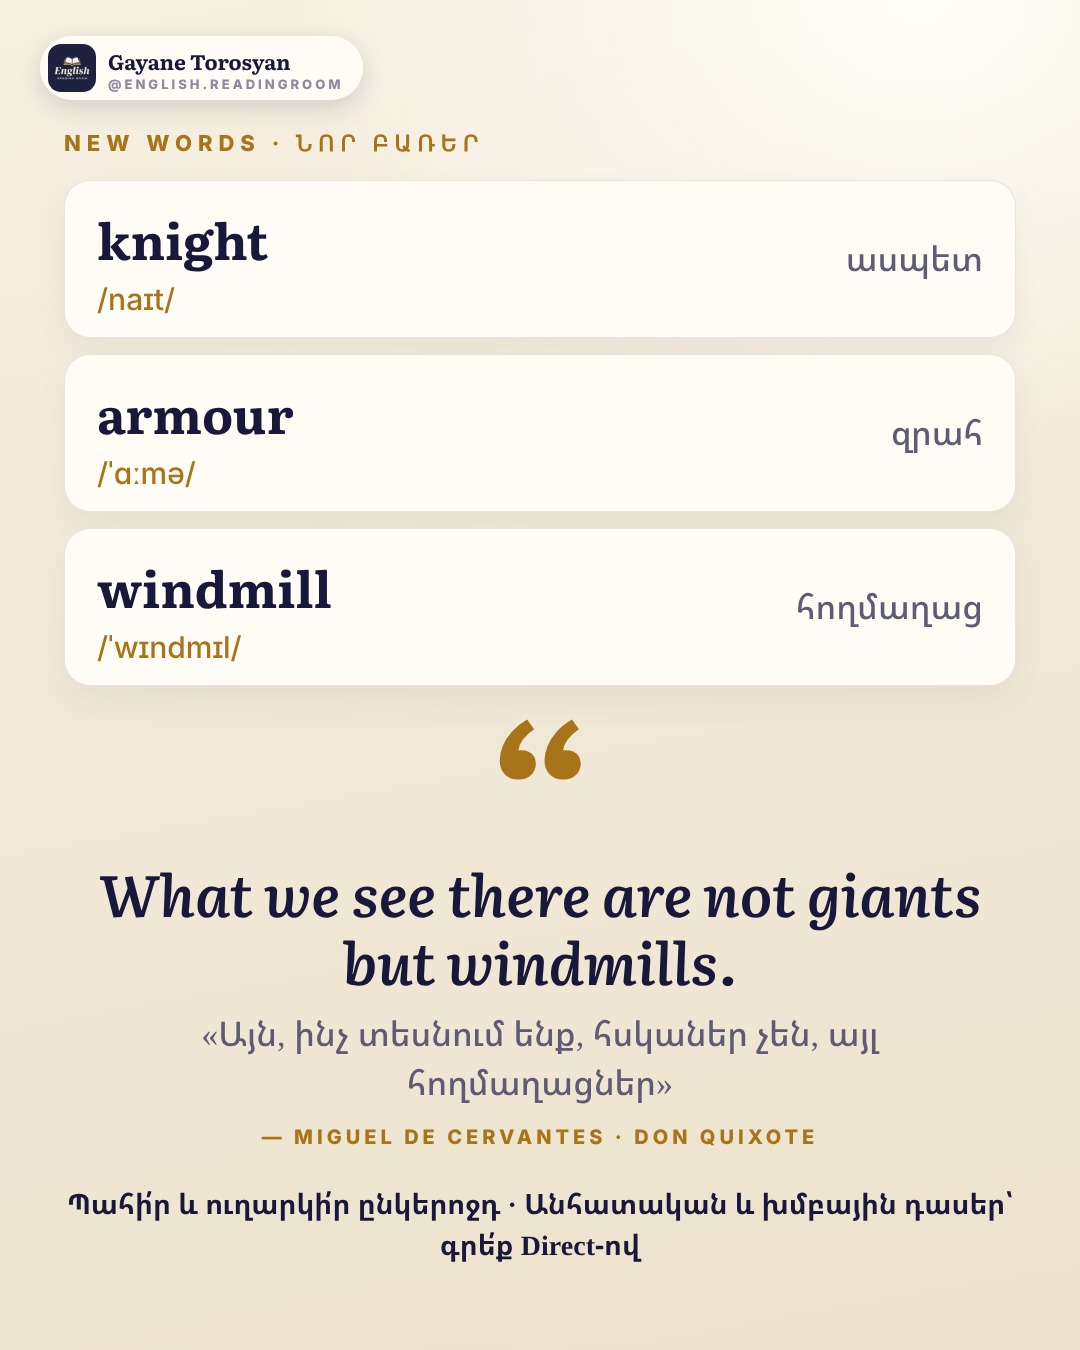 English
Gayane Torosyan
@ENGLISH.READINGROOM
NEW WORDS · ՆՈՐ ԲԱՌԵՐ
knight
ասպետ
/naɪt/
armour
զրահ
/ˈɑːmə/
windmill
հողմաղաց
/ˈwɪndmɪl/
“
What we see there are not giants
but windmills.
«Այն, ինչ տեսնում ենք, հսկաներ չեն, այլ
հողմաղացներ»
— MIGUEL DE CERVANTES · DON QUIXOTE
Պահի՛ր և ուղարկի՛ր ընկերոջդ · Անհատական և խմբային դասեր՝
գրե՛ք Direct-ով